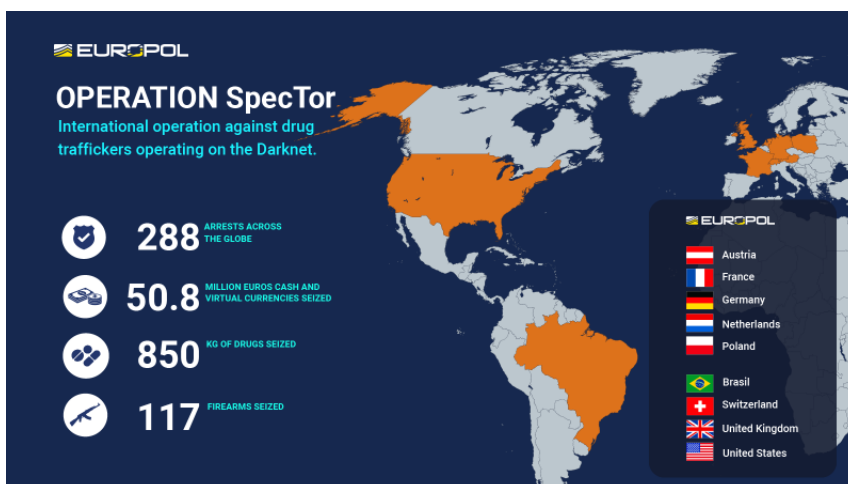 EUROPOL
OPERATION SpecTor
International operation against drug
traffickers operating on the Darknet.
288 ARRESTS ACROSS
THE GLOBE
50.8 MILLION EUROS CASH AND
VIRTUAL CURRENCIES SEIZED
850 KG OF DRUGS SEIZED
117 FIREARMS SEIZED
EUROPOL
Austria
France
Germany
Netherlands
Poland
Brasil
Switzerland
United Kingdom
United States